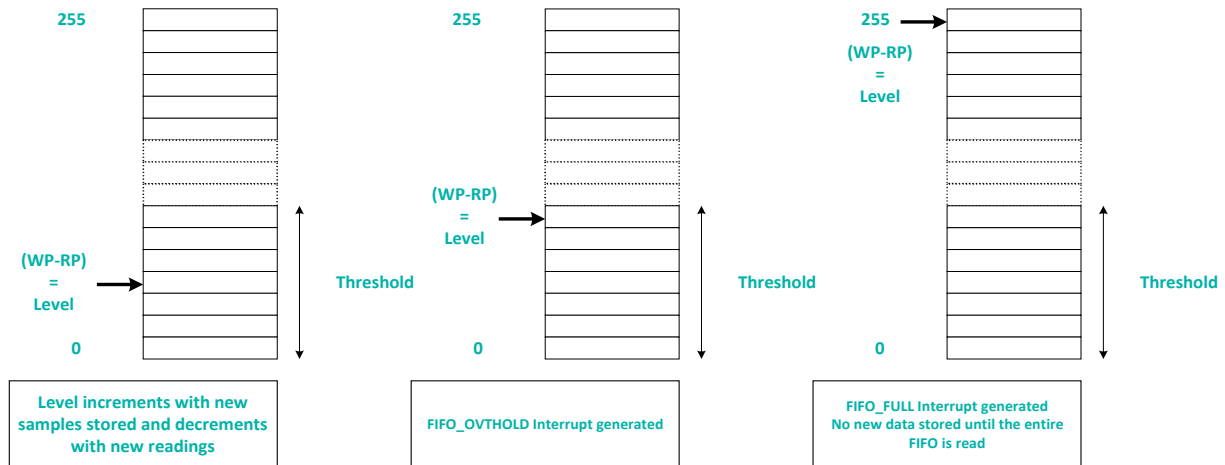 255
(WP-RP)
=
Level
0
Threshold
Level increments with new
samples stored and decrements
with new readings
255
(WP-RP)
=
Level
0
Threshold
FIFO_OVTHOLD Interrupt generated
255
(WP-RP)
=
Level
0
Threshold
FIFO_FULL Interrupt generated
No new data stored until the entire
FIFO is read